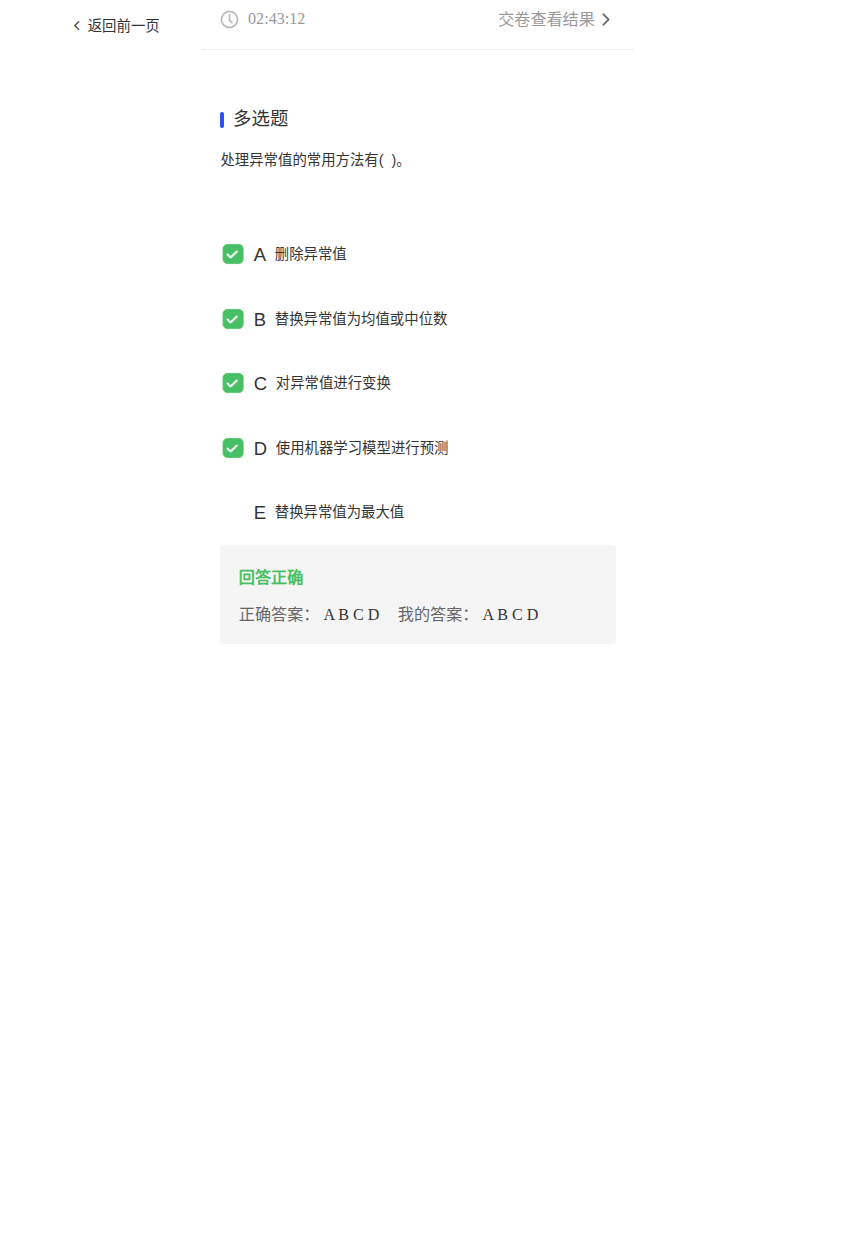 返回前一页
02:43:12 交卷查看结果
多选题
处理异常值的常用方法有( )。
A 删除异常值
B 替换异常值为均值或中位数
C 对异常值进行变换
D 使用机器学习模型进行预测
E 替换异常值为最大值
回答正确
正确答案： A B C D 我的答案： A B C D